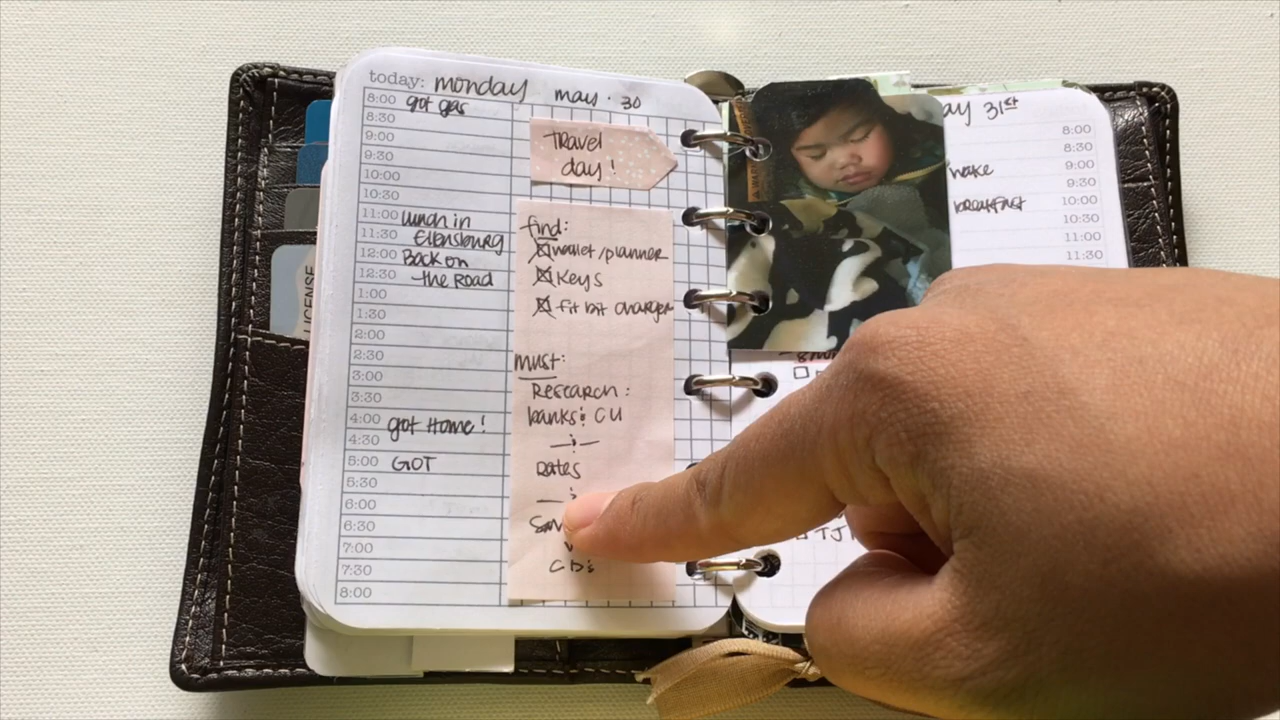 today: monday may. 30
8:00 got gas
8:30
9:00
9:30
10:00
10:30
11:00 lunch in
11:30 Ellensburg
12:00 Back on
12:30 the Road
1:00
1:30
2:00
2:30
3:00
3:30
4:00 got Home!
4:30
5:00 GOT
5:30
6:00
6:30
7:00
7:30
8:00
Travel
day!
find:
wallet/planner
Keys
fit bit charger
must:
Research:
banks & CU
&
Rates
CDs
LICENSE
ay 31st
8:00
8:30
wake 9:00
9:30
breakfast 10:00
10:30
11:00
11:30
TJ